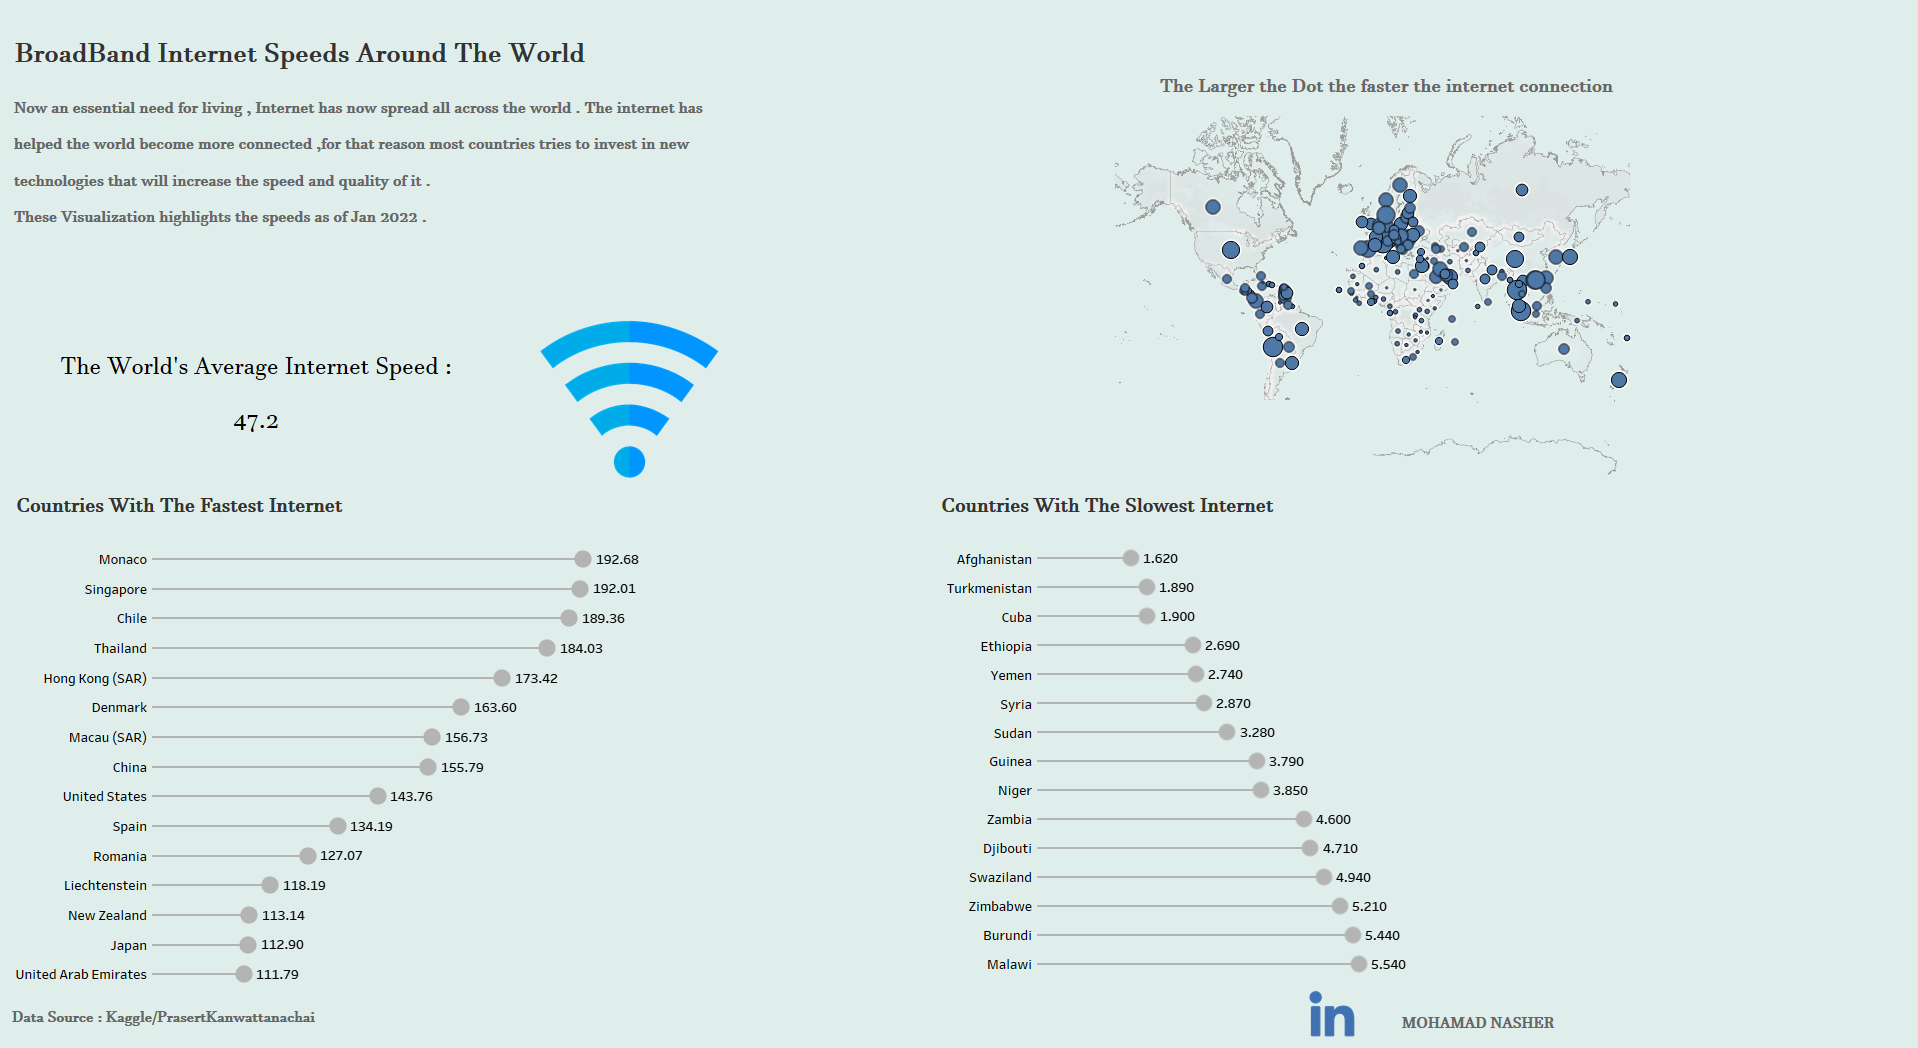 BroadBand Internet Speeds Around The World
Now an essential need for living , Internet has now spread all across the world . The internet has
helped the world become more connected ,for that reason most countries tries to invest in new
technologies that will increase the speed and quality of it .
These Visualization highlights the speeds as of Jan 2022 .
The Larger the Dot the faster the internet connection
The World's Average Internet Speed :
47.2
Countries With The Fastest Internet
Monaco 192.68
Singapore 192.01
Chile 189.36
Thailand 184.03
Hong Kong (SAR) 173.42
Denmark 163.60
Macau (SAR) 156.73
China 155.79
United States 143.76
Spain 134.19
Romania 127.07
Liechtenstein 118.19
New Zealand 113.14
Japan 112.90
United Arab Emirates 111.79
Countries With The Slowest Internet
Afghanistan 1.620
Turkmenistan 1.890
Cuba 1.900
Ethiopia 2.690
Yemen 2.740
Syria 2.870
Sudan 3.280
Guinea 3.790
Niger 3.850
Zambia 4.600
Djibouti 4.710
Swaziland 4.940
Zimbabwe 5.210
Burundi 5.440
Malawi 5.540
Data Source : Kaggle/PrasertKanwattanachai
in
MOHAMAD NASHER